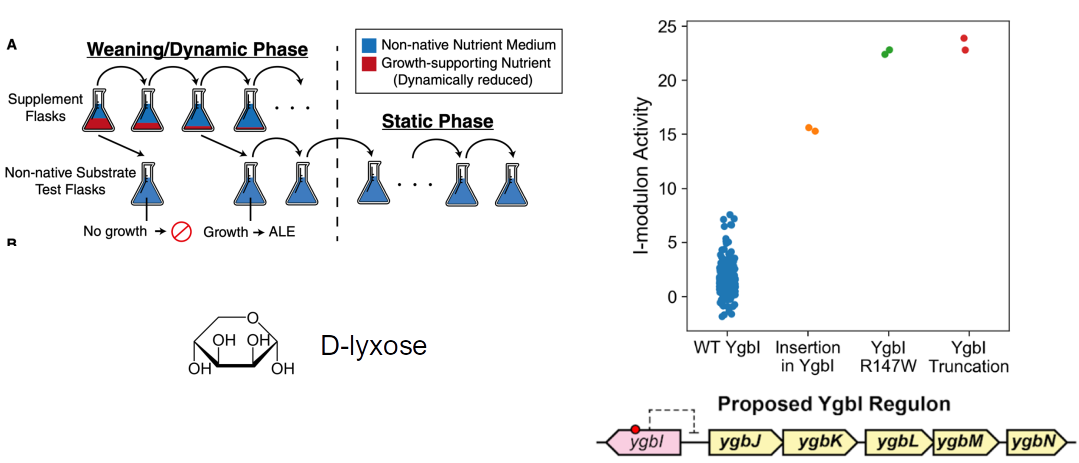 A
Weaning/Dynamic Phase
Non-native Nutrient Medium
Growth-supporting Nutrient
(Dynamically reduced)
Supplement
Flasks
. . .
Static Phase
Non-native Substrate
Test Flasks
. . .
No growth
Growth
ALE
B
OH
OH
O
OH
OH
D-lyxose
I-modulon Activity
25
20
15
10
5
0
WT YgbI
Insertion
in YgbI
YgbI
R147W
YgbI
Truncation
Proposed YgbI Regulon
ygbI
ygbJ
ygbK
ygbL
ygbM
ygbN